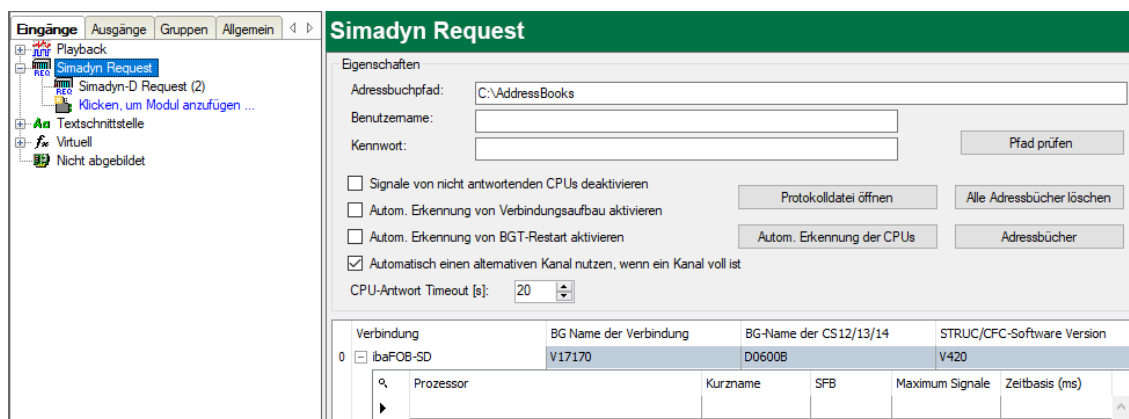 Eingänge Ausgänge Gruppen Allgemein
Playback
REQ Simadyn Request
REQ Simadyn-D Request (2)
Klicken, um Modul anzufügen ...
Aa Textschnittstelle
fx Virtuell
Nicht abgebildet
Simadyn Request
Eigenschaften
Adressbuchpfad: C:\AddressBooks
Benutzername:
Kennwort: Pfad prüfen
Signale von nicht antwortenden CPUs deaktivieren
Protokolldatei öffnen Alle Adressbücher löschen
Autom. Erkennung von Verbindungsaufbau aktivieren
Autom. Erkennung von BGT-Restart aktivieren Autom. Erkennung der CPUs Adressbücher
Automatisch einen alternativen Kanal nutzen, wenn ein Kanal voll ist
CPU-Antwort Timeout [s]: 20
Verbindung BG Name der Verbindung BG-Name der CS12/13/14 STRUC/CFC-Software Version
0 ibaFOB-SD V17170 D0600B V420
Prozessor Kurzname SFB Maximum Signale Zeitbasis (ms)